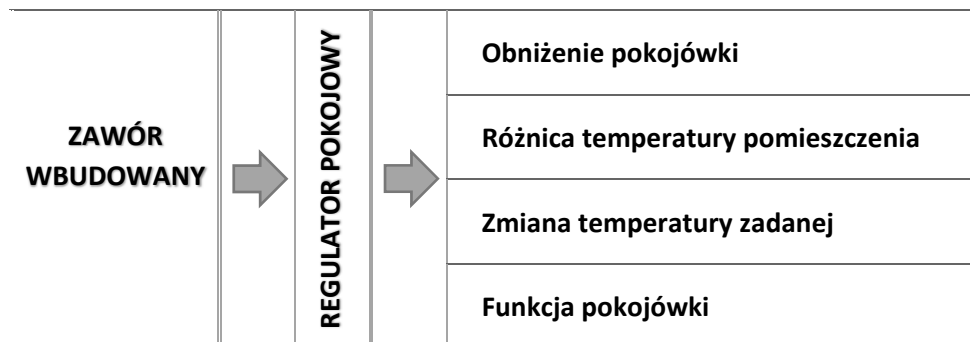 ZAWÓR
WBUDOWANY
REGULATOR POKOJOWY
Obniżenie pokojówki
Różnica temperatury pomieszczenia
Zmiana temperatury zadanej
Funkcja pokojówki